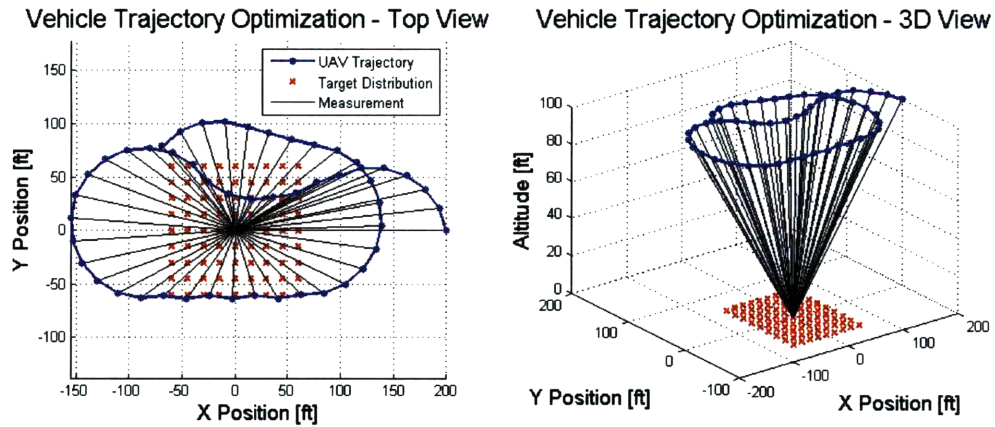 Vehicle Trajectory Optimization - Top View
UAV Trajectory
Target Distribution
Measurement
150
100
50
0
-50
-100
Y Position [ft]
-150
-100
-50
0
50
100
150
200
X Position [ft]
Vehicle Trajectory Optimization - 3D View
100
80
60
40
20
0
Altitude [ft]
200
100
0
-100
Y Position [ft]
-200
-100
0
100
200
X Position [ft]